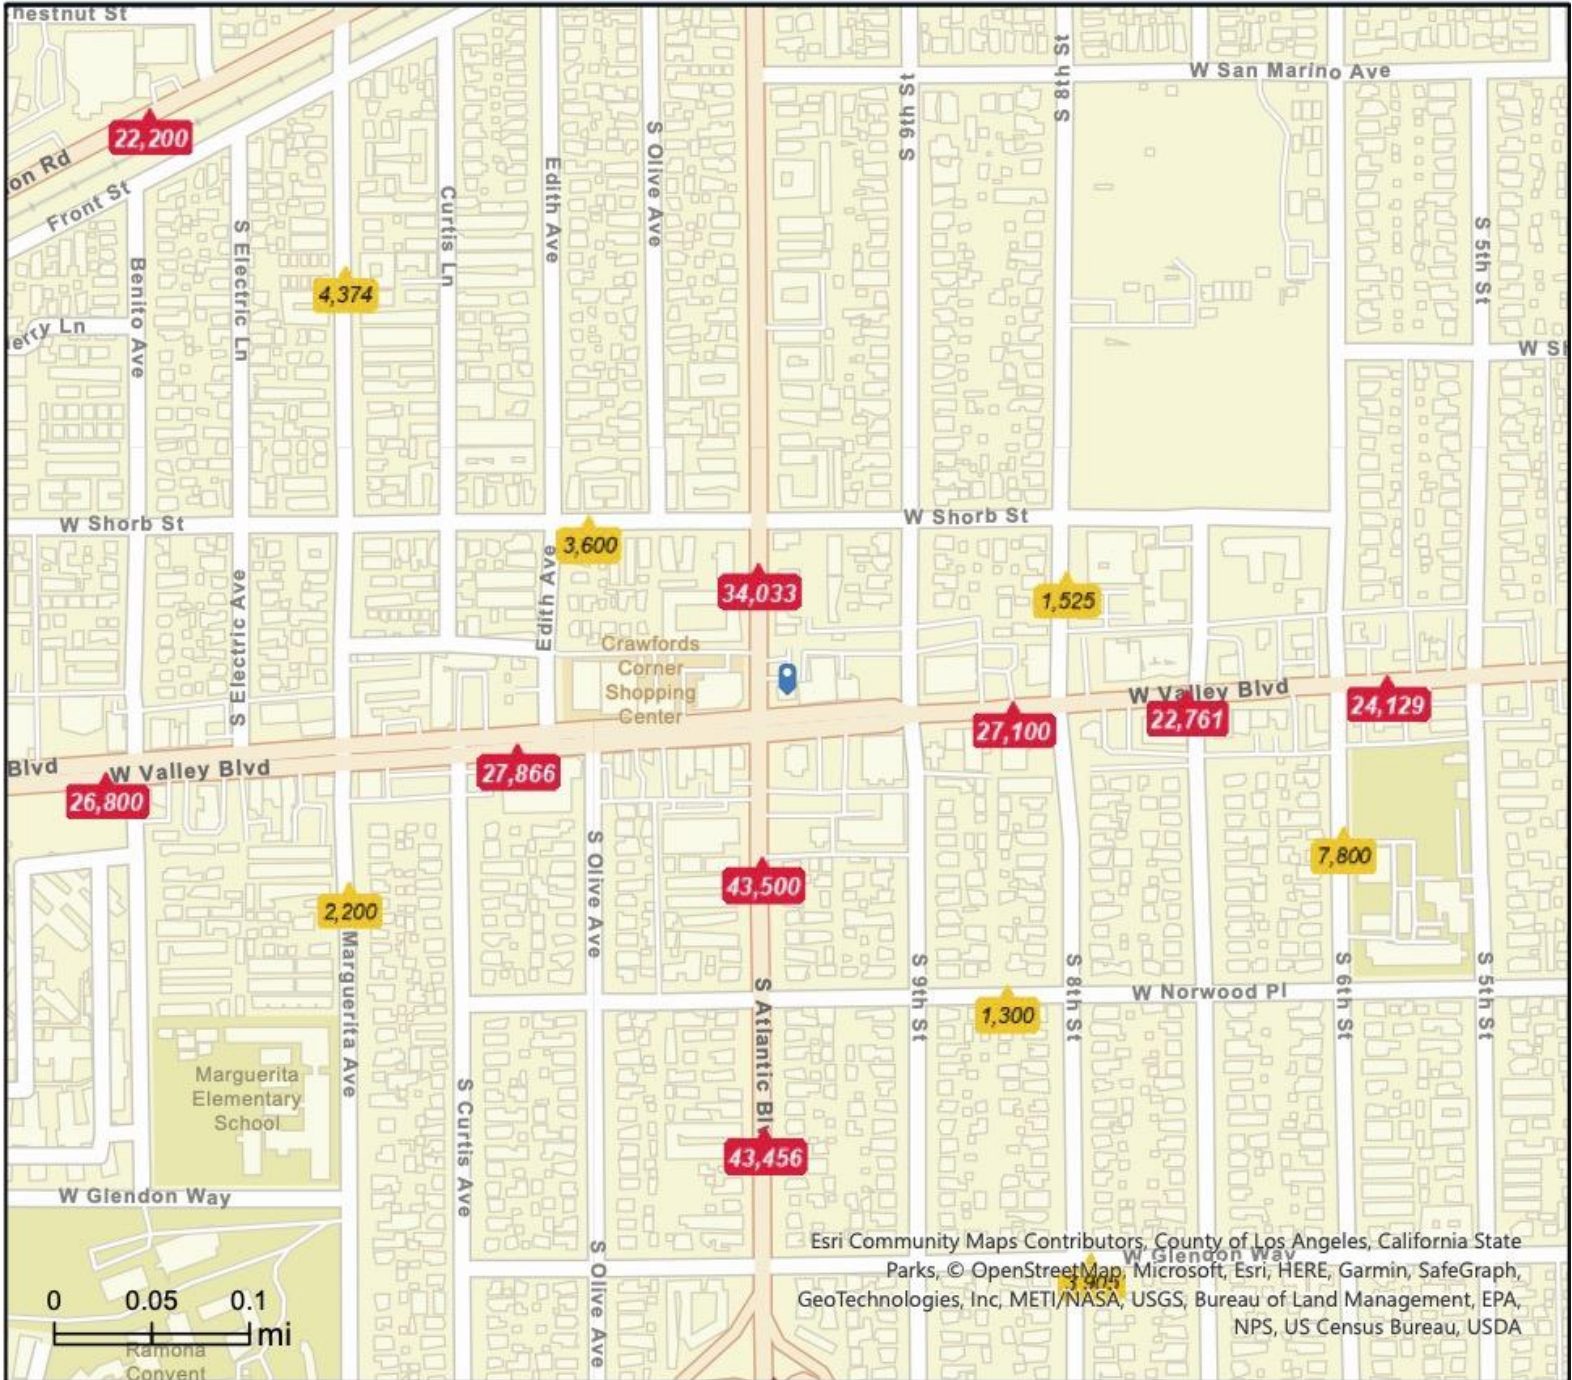 hestnut St
W San Marino Ave
S 8th St
S 9th St
22,200
on Rd
Front St
S Olive Ave
Edith Ave
Curtis Ln
S Electric Ln
Benito Ave
S 5th St
4,374
erry Ln
W Sh
W Shorb St
W Shorb St
3,600
Edith Ave
34,033
1,525
S Electric Ave
Crawfords
Corner
Shopping
Center
W Valley Blvd
27,100
22,761
24,129
Blvd
W Valley Blvd
26,800
27,866
S Olive Ave
43,500
7,800
2,200
Marguerita Ave
S Atlantic Blv
S 9th St
S 8th St
W Norwood Pl
S 6th St
S 5th St
1,300
Marguerita
Elementary
School
S Curtis Ave
43,456
W Glendon Way
S Olive Ave
W Glendon Way
3,905
Esri Community Maps Contributors, County of Los Angeles, California State
Parks, © OpenStreetMap, Microsoft, Esri, HERE, Garmin, SafeGraph,
GeoTechnologies, Inc, METI/NASA, USGS, Bureau of Land Management, EPA,
NPS, US Census Bureau, USDA
0 0.05 0.1
mi
Ramona
Convent